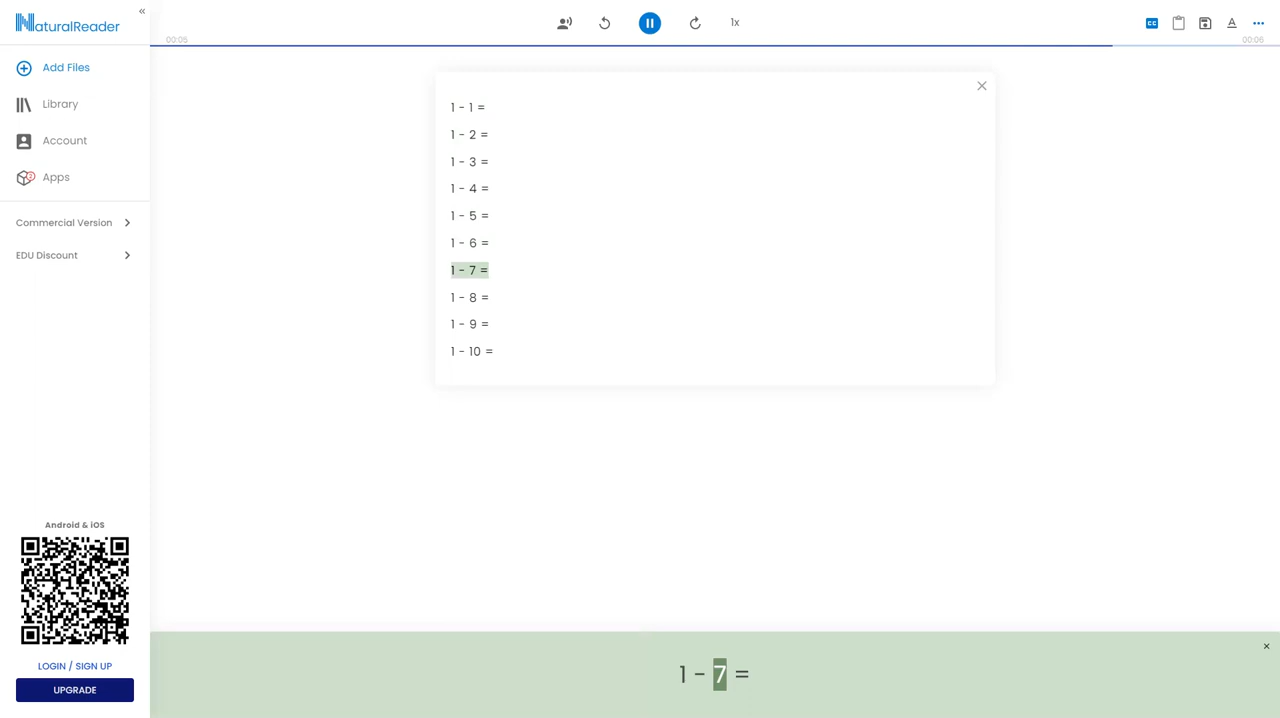 NaturalReader
«
1x
CC
A
00:05
00:06
Add Files
Library
Account
2
Apps
Commercial Version
EDU Discount
1 - 1 =
1 - 2 =
1 - 3 =
1 - 4 =
1 - 5 =
1 - 6 =
1 - 7 =
1 - 8 =
1 - 9 =
1 - 10 =
Android & iOS
LOGIN / SIGN UP
UPGRADE
1 - 7 =